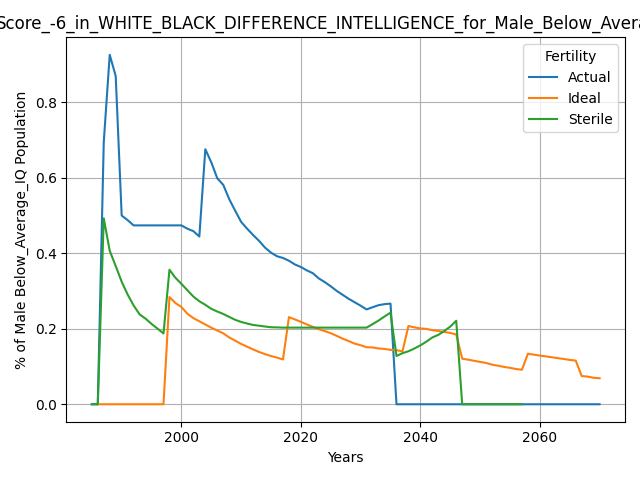 Score_-6_in_WHITE_BLACK_DIFFERENCE_INTELLIGENCE_for_Male_Below_Avera
% of Male Below_Average_IQ Population
0.8
0.6
0.4
0.2
0.0
2000
2020
2040
2060
Years
Fertility
Actual
Ideal
Sterile